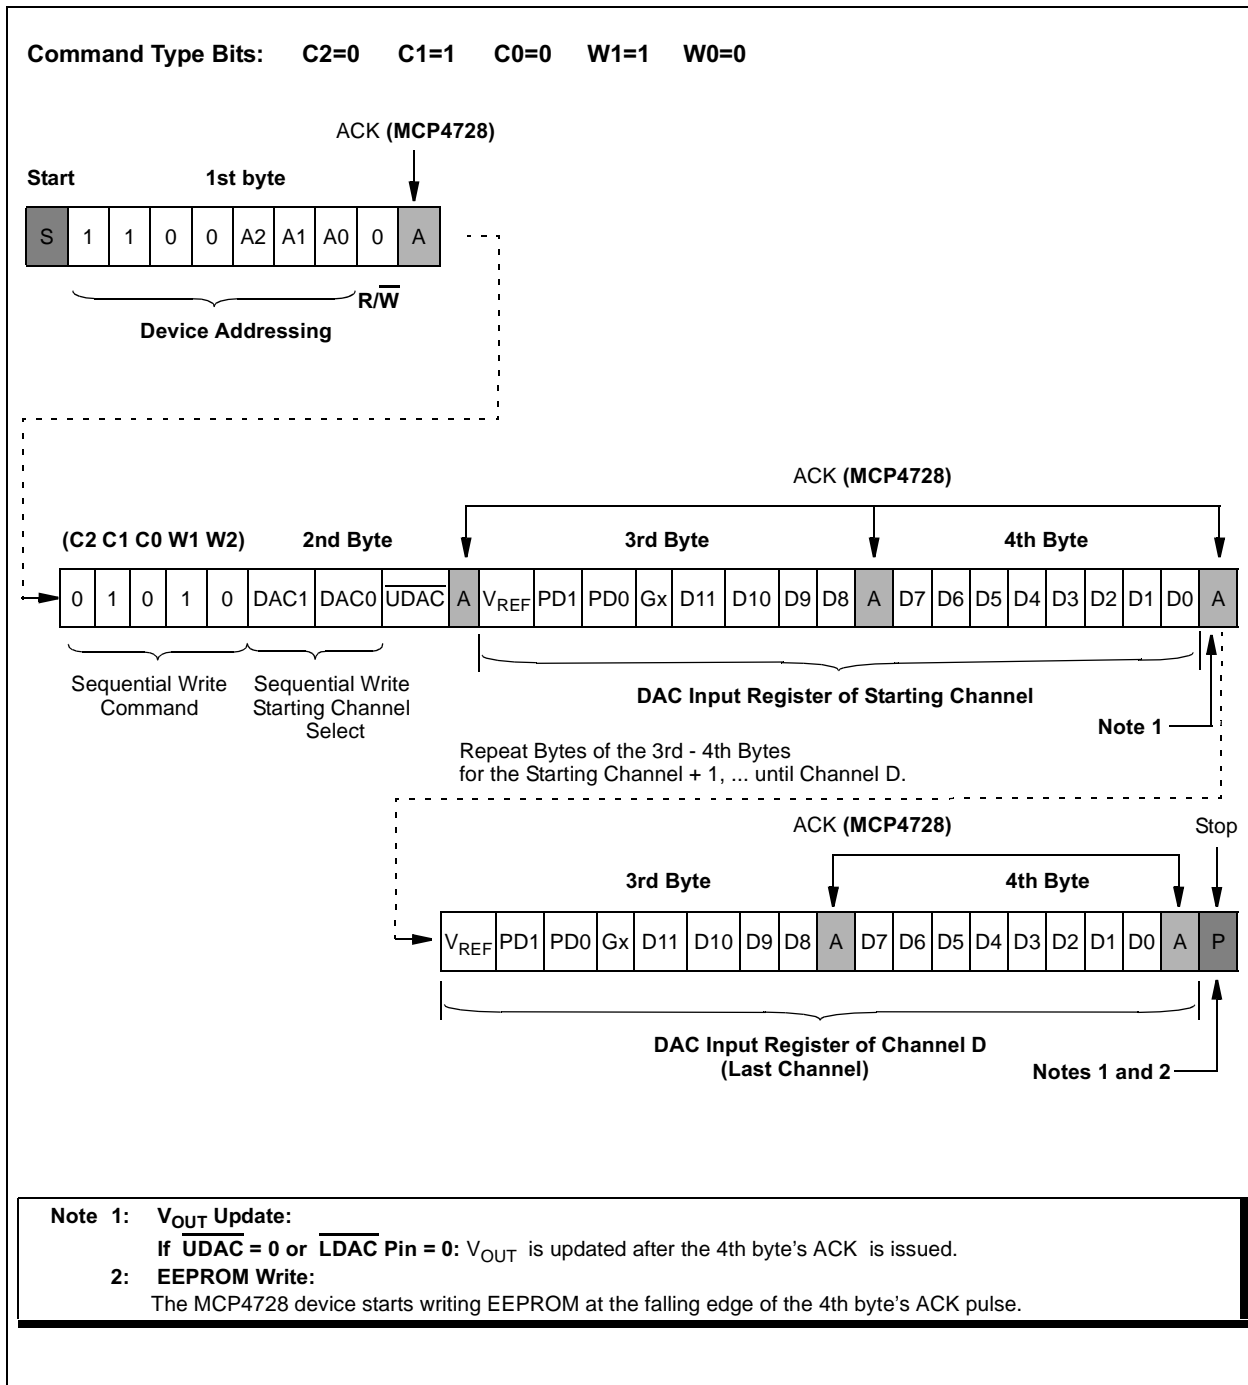 Command Type Bits: C2=0 C1=1 C0=0 W1=1 W0=0
ACK (MCP4728)
Start 1st byte
S 1 1 0 0 A2 A1 A0 0 A
R/W̅
Device Addressing
ACK (MCP4728)
(C2 C1 C0 W1 W2) 2nd Byte 3rd Byte 4th Byte
0 1 0 1 0 DAC1 DAC0 U̅D̅A̅C̅ A VREF PD1 PD0 Gx D11 D10 D9 D8 A D7 D6 D5 D4 D3 D2 D1 D0 A
Sequential Write Command
Sequential Write Starting Channel Select
DAC Input Register of Starting Channel
Note 1
Repeat Bytes of the 3rd - 4th Bytes
for the Starting Channel + 1, ... until Channel D.
ACK (MCP4728) Stop
3rd Byte 4th Byte
VREF PD1 PD0 Gx D11 D10 D9 D8 A D7 D6 D5 D4 D3 D2 D1 D0 A P
DAC Input Register of Channel D
(Last Channel)
Notes 1 and 2
Note 1: VOUT Update:
If U̅D̅A̅C̅ = 0 or L̅D̅A̅C̅ Pin = 0: VOUT is updated after the 4th byte's ACK is issued.
2: EEPROM Write:
The MCP4728 device starts writing EEPROM at the falling edge of the 4th byte's ACK pulse.